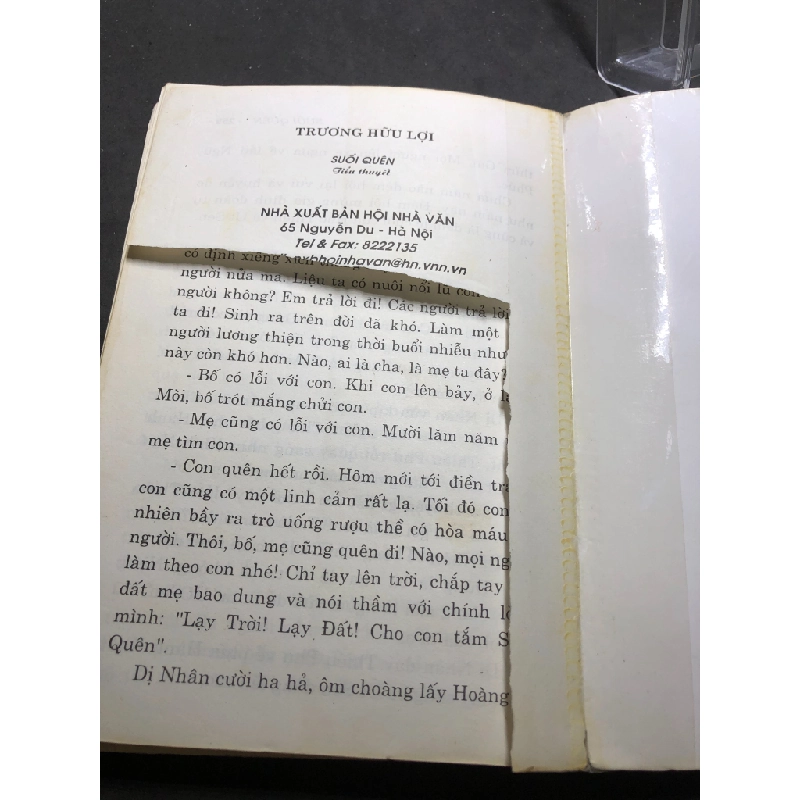 TRƯƠNG HỮU LỢI
SUỐI QUÊN
Tiểu thuyết
NHÀ XUẤT BẢN HỘI NHÀ VĂN
65 Nguyễn Du - Hà Nội
Tel & Fax: 8222135
nxbhoinhavan@hn.vnn.vn
có định xiềng
người nữa mà. Liệu ta có nuôi nổi lũ con
người không? Em trả lời đi! Các người trả lời
ta đi! Sinh ra trên đời đã khó. Làm một
người lương thiện trong thời buổi nhiễu như
này còn khó hơn. Nào, ai là cha, là mẹ ta đây?
- Bố có lỗi với con. Khi con lên bảy, ở
Mòi, bố trót mắng chửi con.
- Mẹ cũng có lỗi với con. Mười lăm năm
mẹ tìm con.
- Con quên hết rồi. Hôm mới tới điền
con cũng có một linh cảm rất lạ. Tối đó con
nhiên bầy ra trò uống rượu thề có hòa máu
người. Thôi, bố, mẹ cũng quên đi! Nào, mọi
làm theo con nhé! Chỉ tay lên trời, chắp tay
đất mẹ bao dung và nói thầm với chính
mình: "Lạy Trời! Lạy Đất! Cho con tắm S
Quên".
Dị Nhân cười ha hả, ôm choàng lấy Hoàng